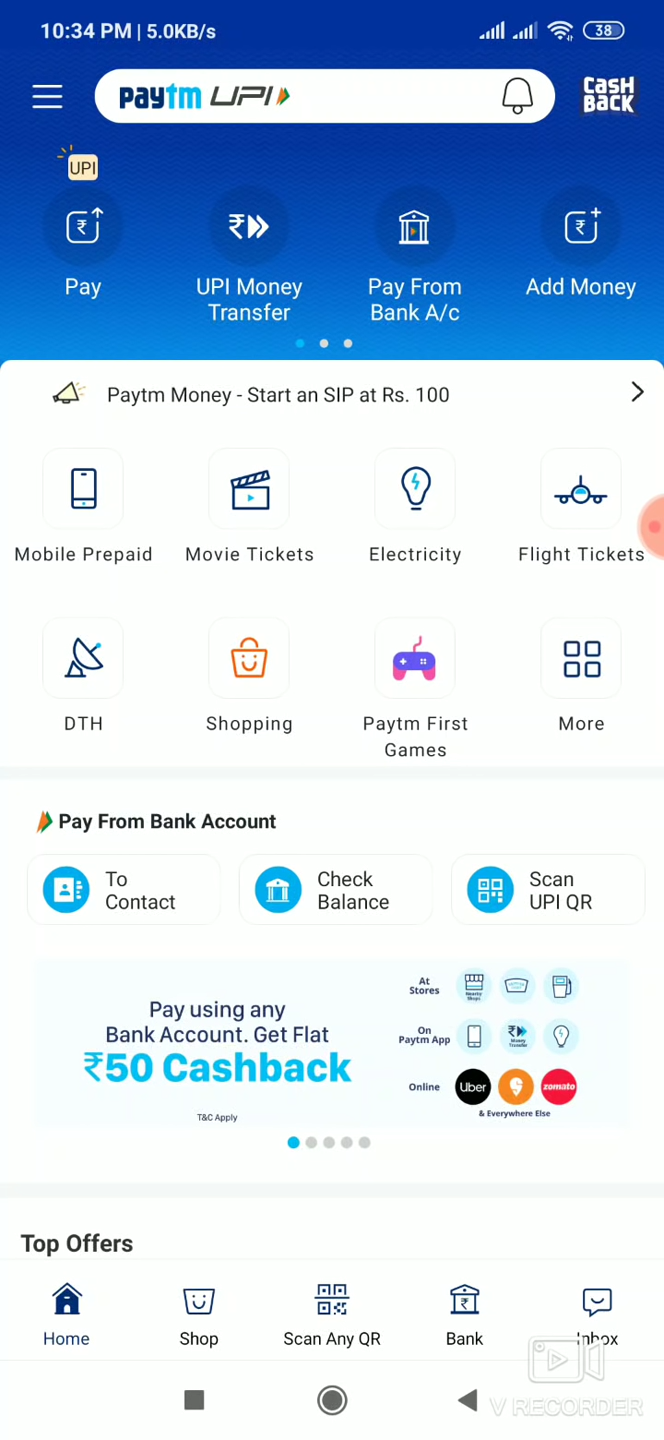 10:34 PM | 5.0KB/s
38
paytm UPI
CASH
BACK
UPI
Pay
UPI Money
Transfer
Pay From
Bank A/c
Add Money
Paytm Money - Start an SIP at Rs. 100
Mobile Prepaid
Movie Tickets
Electricity
Flight Tickets
DTH
Shopping
Paytm First
Games
More
Pay From Bank Account
To
Contact
Check
Balance
Scan
UPI QR
Pay using any
Bank Account. Get Flat
₹50 Cashback
T&C Apply
At
Stores
Nearby
Shops
On
Paytm App
Money
Transfer
Online
Uber
zomato
& Everywhere Else
Top Offers
Home
Shop
Scan Any QR
Bank
Inbox
V RECORDER